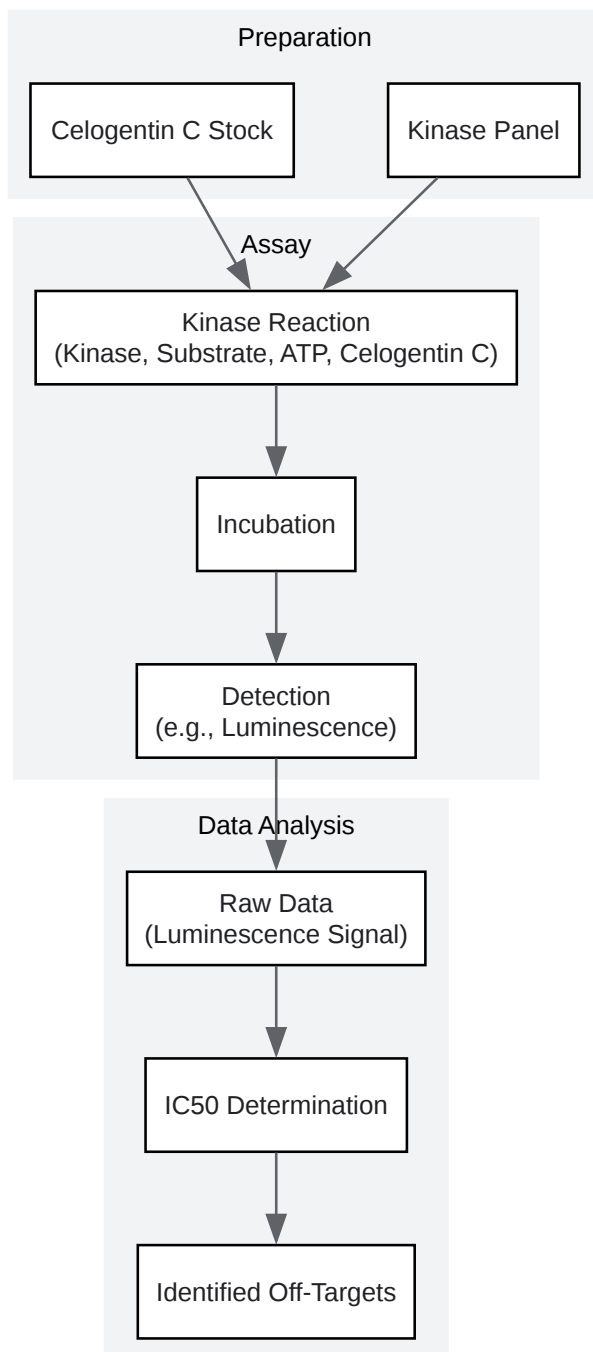 Preparation
Celogentin C Stock
Kinase Panel
Assay
Kinase Reaction
(Kinase, Substrate, ATP, Celogentin C)
Incubation
Detection
(e.g., Luminescence)
Data Analysis
Raw Data
(Luminescence Signal)
IC50 Determination
Identified Off-Targets